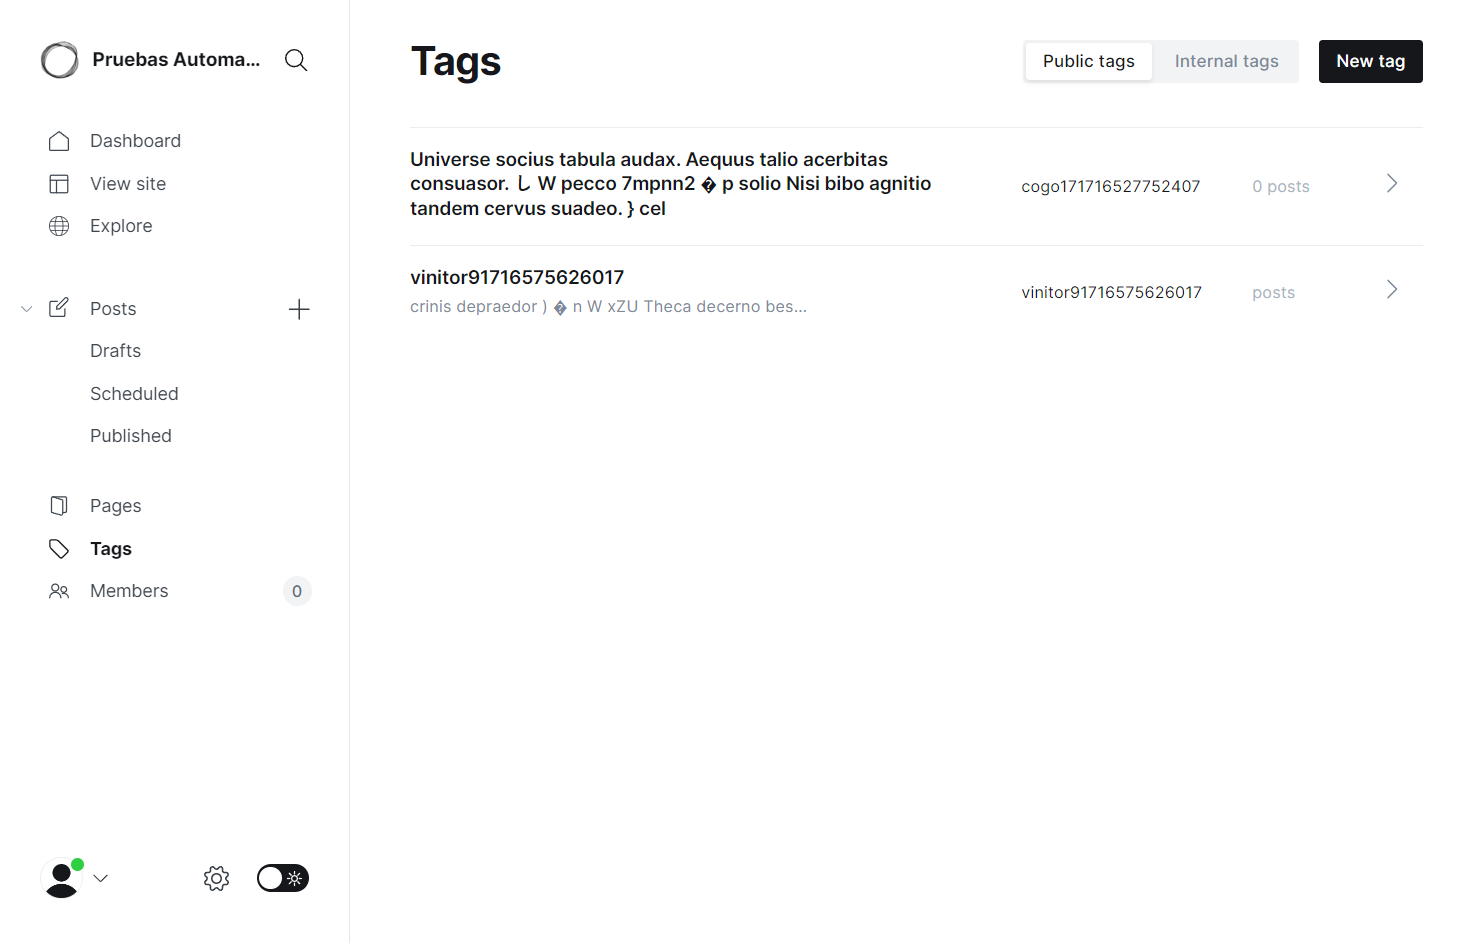 Pruebas Automa...
Dashboard
View site
Explore
Posts
Drafts
Scheduled
Published
Pages
Tags
Members
0
Tags
Public tags
Internal tags
New tag
Universe socius tabula audax. Aequus talio acerbitas
consuasor. し W pecco 7mpnn2 � p solio Nisi bibo agnitio
tandem cervus suadeo. } cel
cogo171716527752407
0 posts
vinitor91716575626017
crinis depraedor ) � n W xZU Theca decerno bes...
vinitor91716575626017
posts